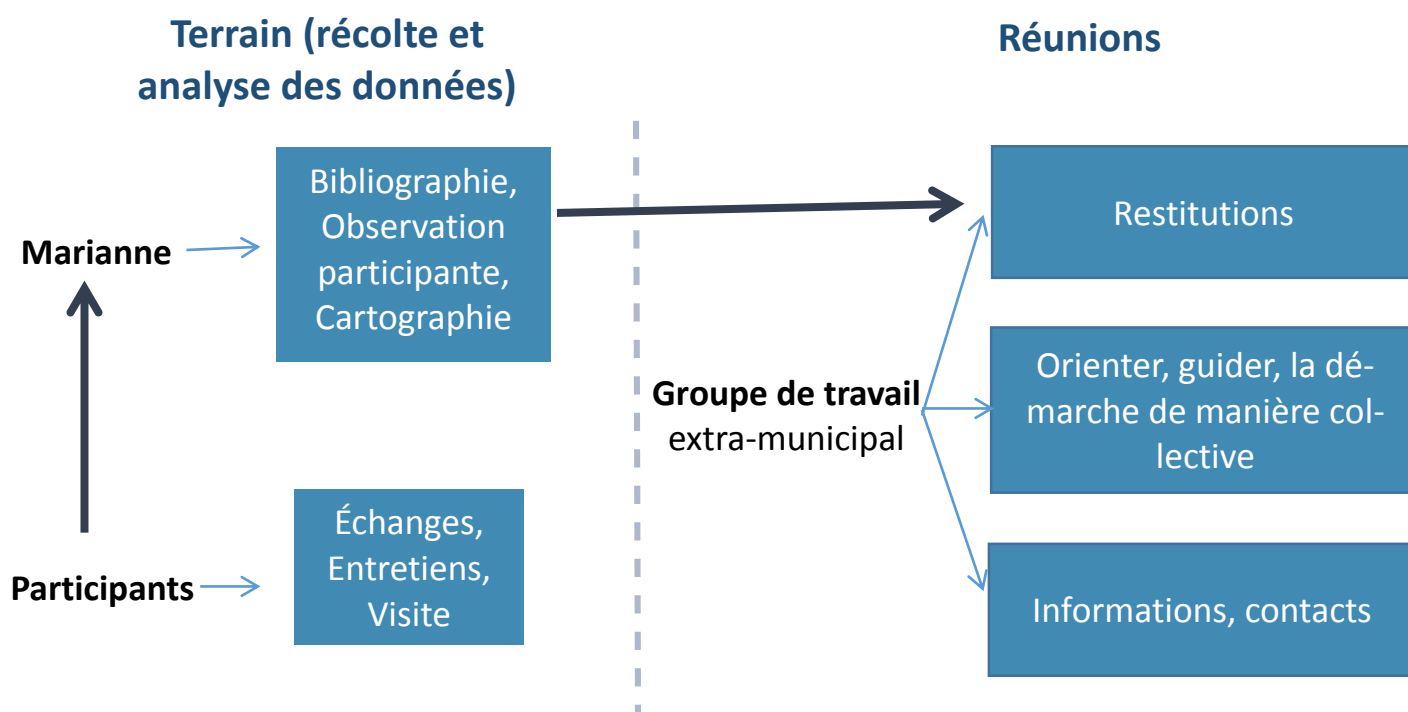 Terrain (récolte et
analyse des données)
Réunions
Marianne
Bibliographie,
Observation
participante,
Cartographie
Participants
Échanges,
Entretiens,
Visite
Groupe de travail
extra-municipal
Restitutions
Orienter, guider, la dé-
marche de manière col-
lective
Informations, contacts